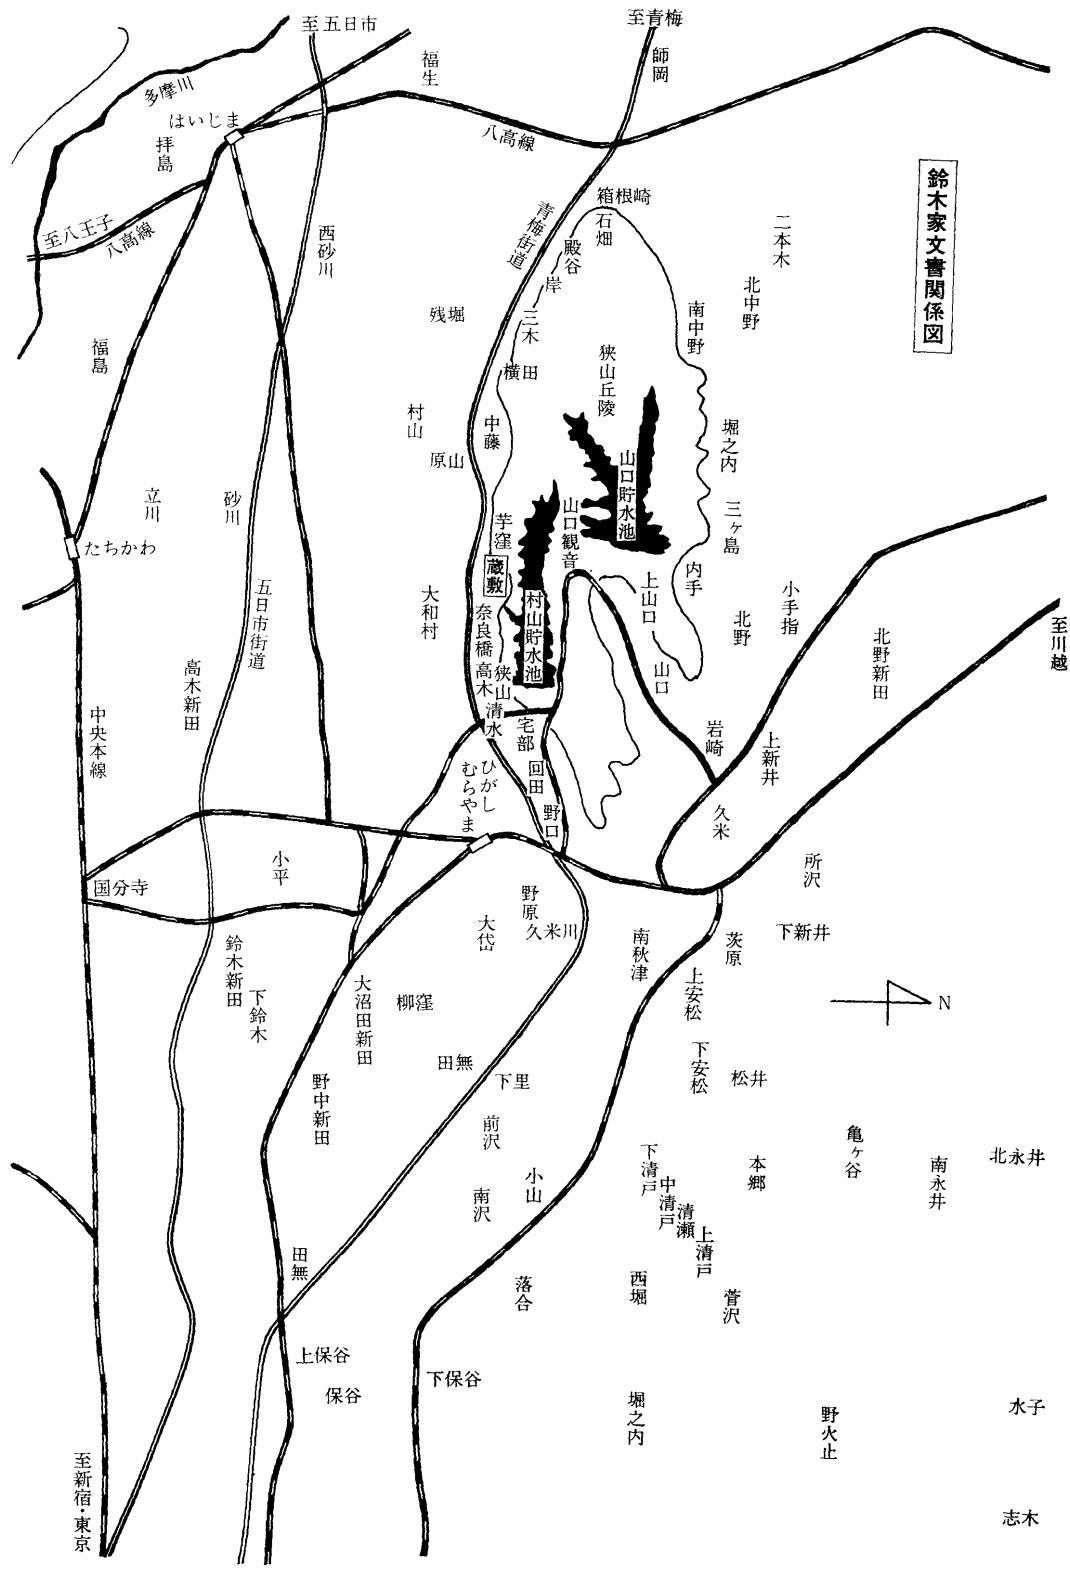 鈴木家文書関係図
至五日市
至青梅
師岡
福生
多摩川
はいじま
拝島
八高線
至八王子
八高線
箱根崎
石畑
殿谷
岸
三木
横田
青梅街道
西砂川
二本木
北中野
南中野
残堀
福島
狭山丘陵
村山
中藤
原山
堀之内
山口貯水池
三ヶ島
立川
砂川
たちかわ
芋窪
山口観音
蔵敷
内手
上山口
小手指
五日市街道
大和村
奈良橋
村山貯水池
北野
北野新田
至川越
高木新田
高木
狭山
山口
清水
宅部
岩崎
上新井
中央本線
ひがし
むらやま
回田
野口
久米
小平
国分寺
所沢
野原
久米川
大岱
南秋津
茨原
下新井
鈴木新田
下鈴木
大沼田新田
柳窪
上安松
N
田無
下里
下安松
松井
野中新田
前沢
亀ヶ谷
北永井
南永井
小山
南沢
下清戸
中清戸
清瀬
上清戸
本郷
田無
落合
西堀
菅沢
上保谷
保谷
下保谷
堀之内
野火止
水子
志木
至新宿・東京